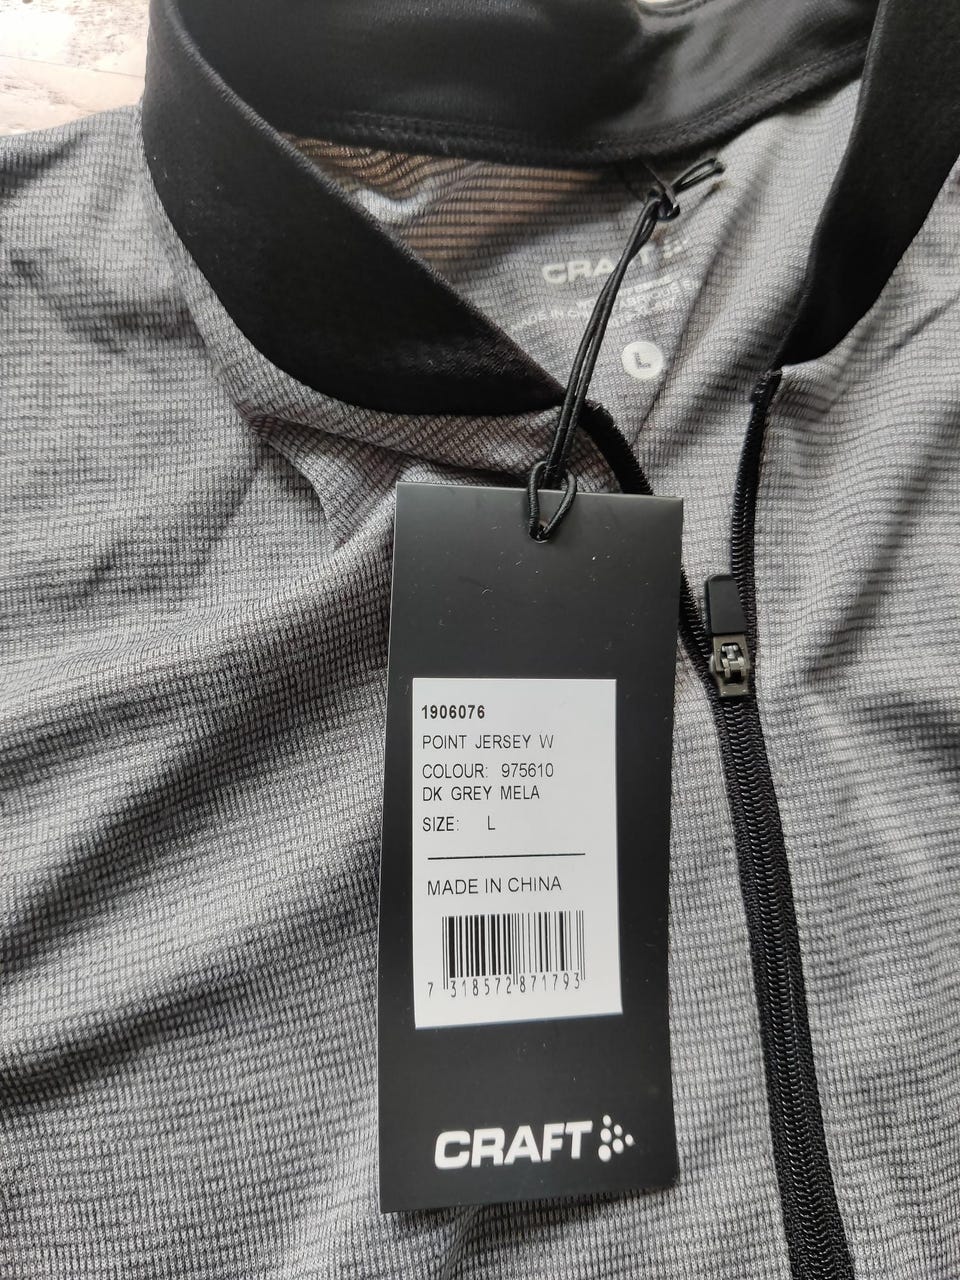 CRAFT
L
1906076
POINT JERSEY W
COLOUR: 975610
DK GREY MELA
SIZE: L
MADE IN CHINA
7 318572 871793
CRAFT